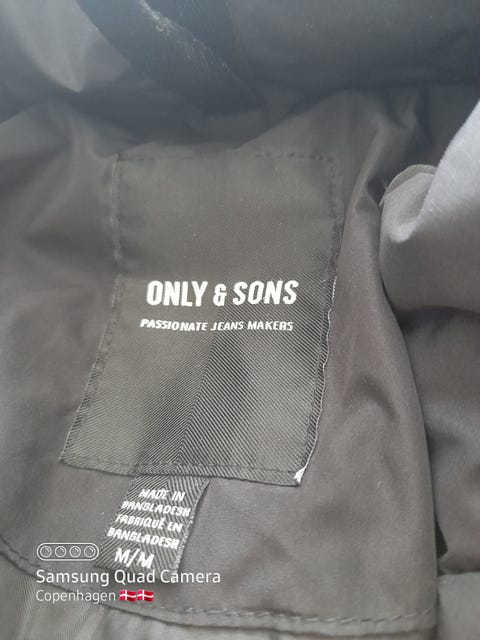 ONLY & SONS
PASSIONATE JEANS MAKERS
MADE IN
BANGLADESH
FABRIQUÉ EN
BANGLADESH
M/M
Samsung Quad Camera
Copenhagen 🇩🇰🇩🇰